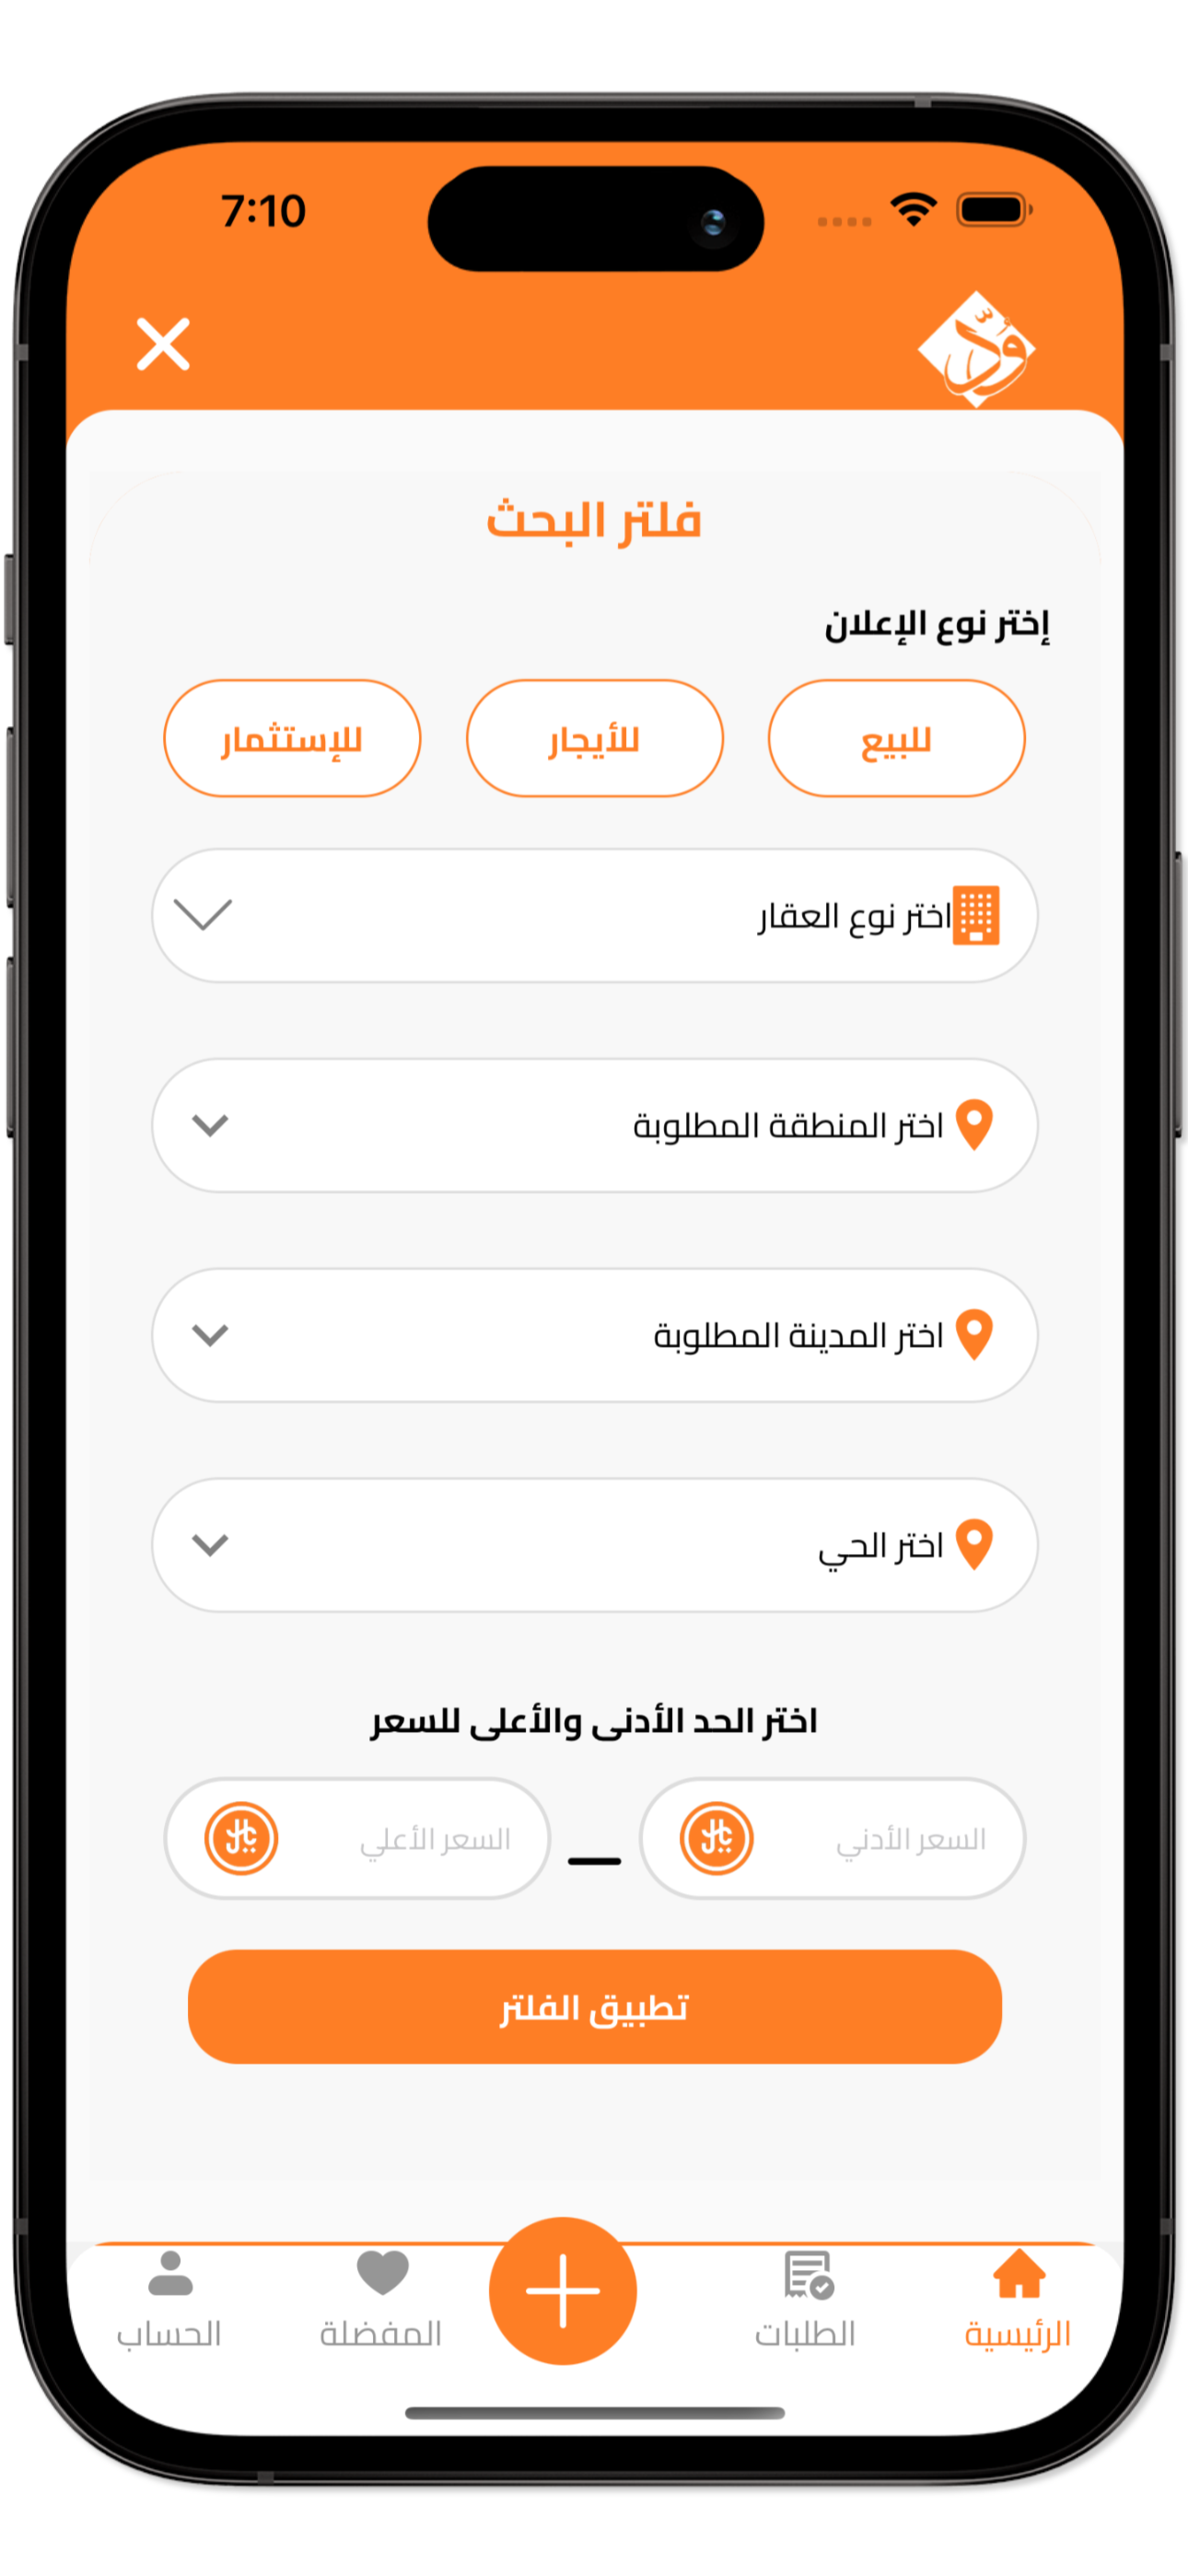 7:10
فلتر البحث
إختر نوع الإعلان
للبيع للأيجار للإستثمار
اختر نوع العقار
اختر المنطقة المطلوبة
اختر المدينة المطلوبة
اختر الحي
اختر الحد الأدنى والأعلى للسعر
السعر الأدني السعر الأعلي
تطبيق الفلتر
الرئيسية الطلبات المفضلة الحساب